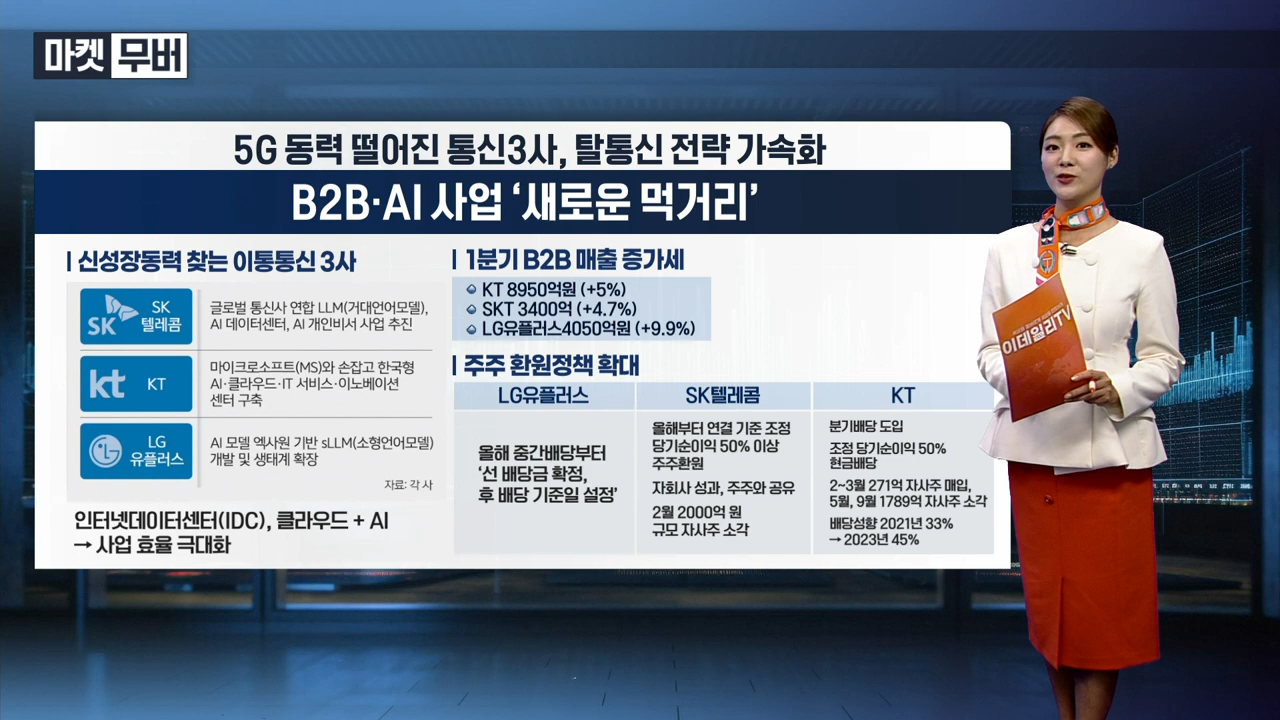 마켓 무버
5G 동력 떨어진 통신3사, 탈통신 전략 가속화
B2B·AI 사업 ‘새로운 먹거리’
신성장동력 찾는 이통통신 3사
SK
SK
텔레콤
글로벌 통신사 연합 LLM(거대언어모델),
AI 데이터센터, AI 개인비서 사업 추진
kt KT
마이크로소프트(MS)와 손잡고 한국형
AI·클라우드·IT 서비스·이노베이션
센터 구축
LG
유플러스
AI 모델 엑사원 기반 sLLM(소형언어모델)
개발 및 생태계 확장
자료: 각 사
인터넷데이터센터(IDC), 클라우드 + AI
→ 사업 효율 극대화
1분기 B2B 매출 증가세
KT 8950억원 (+5%)
SKT 3400억 (+4.7%)
LG유플러스4050억원 (+9.9%)
주주 환원정책 확대
LG유플러스
올해 중간배당부터
‘선 배당금 확정,
후 배당 기준일 설정’
SK텔레콤
올해부터 연결 기준 조정
당기순이익 50% 이상
주주환원
자회사 성과, 주주와 공유
2월 2000억 원
규모 자사주 소각
KT
분기배당 도입
조정 당기순이익 50%
현금배당
2~3월 271억 자사주 매입,
5월, 9월 1789억 자사주 소각
배당성향 2021년 33%
→ 2023년 45%
이데일리TV